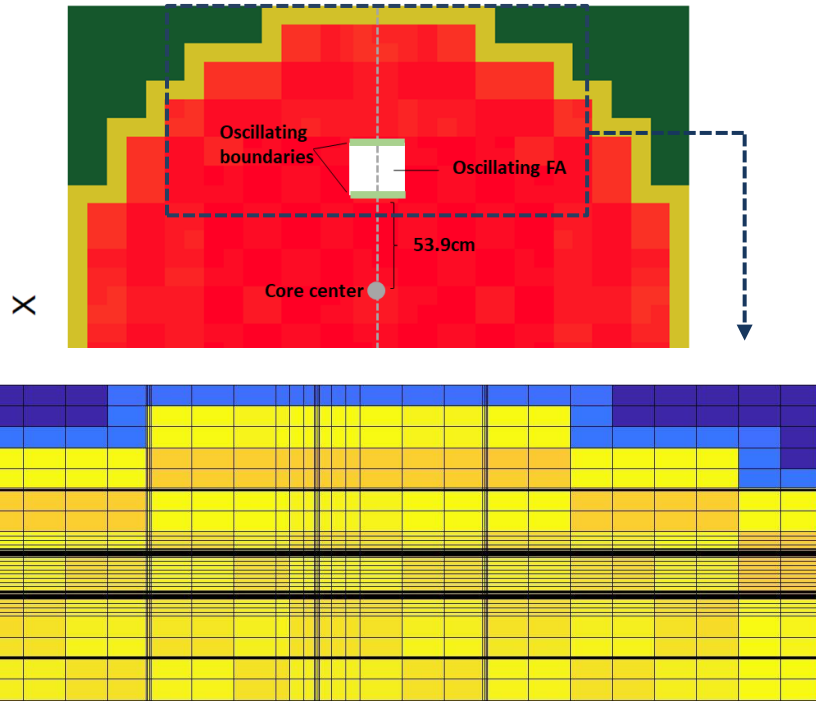 Oscillating
boundaries
Oscillating FA
53.9cm
Core center
X